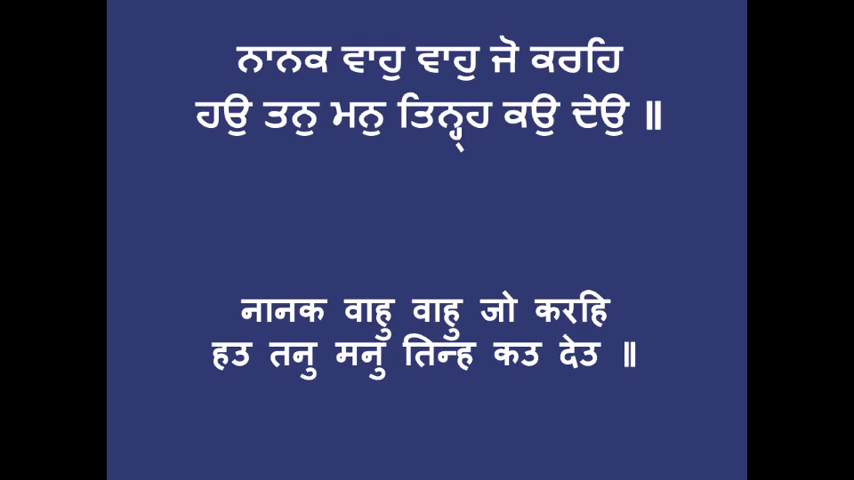 ਨਾਨਕ ਵਾਹੁ ਵਾਹੁ ਜੋ ਕਰਹਿ
ਹਉ ਤਨੁ ਮਨੁ ਤਿਨ੍ਹ੍ਹ ਕਉ ਦੇਉ ॥
नानक वाहु वाहु जो करहि
हउ तनु मनु तिन्ह कउ देउ ॥